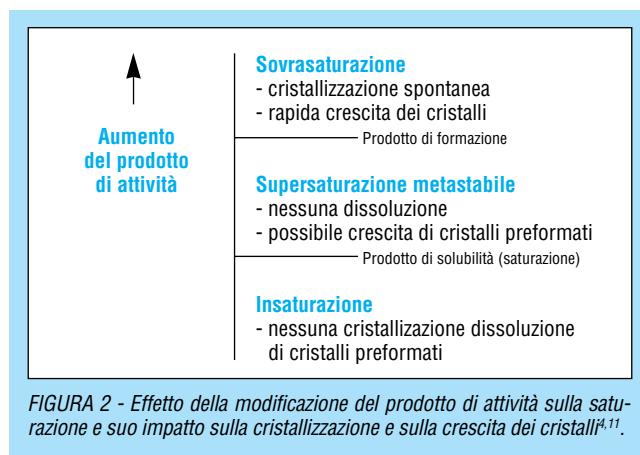 Aumento
del prodotto
di attività
Sovrasaturazione
- cristallizzazione spontanea
- rapida crescita dei cristalli
Prodotto di formazione
Supersaturazione metastabile
- nessuna dissoluzione
- possibile crescita di cristalli preformati
Prodotto di solubilità (saturazione)
Insaturazione
- nessuna cristallizazione dissoluzione
di cristalli preformati
FIGURA 2 - Effetto della modificazione del prodotto di attività sulla satu-
razione e suo impatto sulla cristallizzazione e sulla crescita dei cristalli4,11.